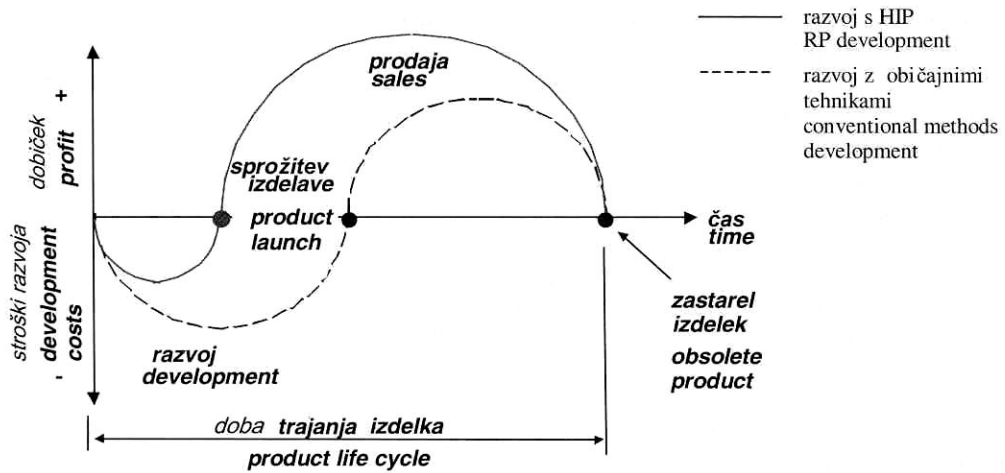 razvoj s HIP
RP development
razvoj z običajnimi
tehnikami
conventional methods
development
prodaja
sales
sprožitev
izdelave
product
launch
dobiček
profit +
stroški razvoja
- development
costs
čas
time
razvoj
development
zastarel
izdelek
obsolete
product
doba trajanja izdelka
product life cycle